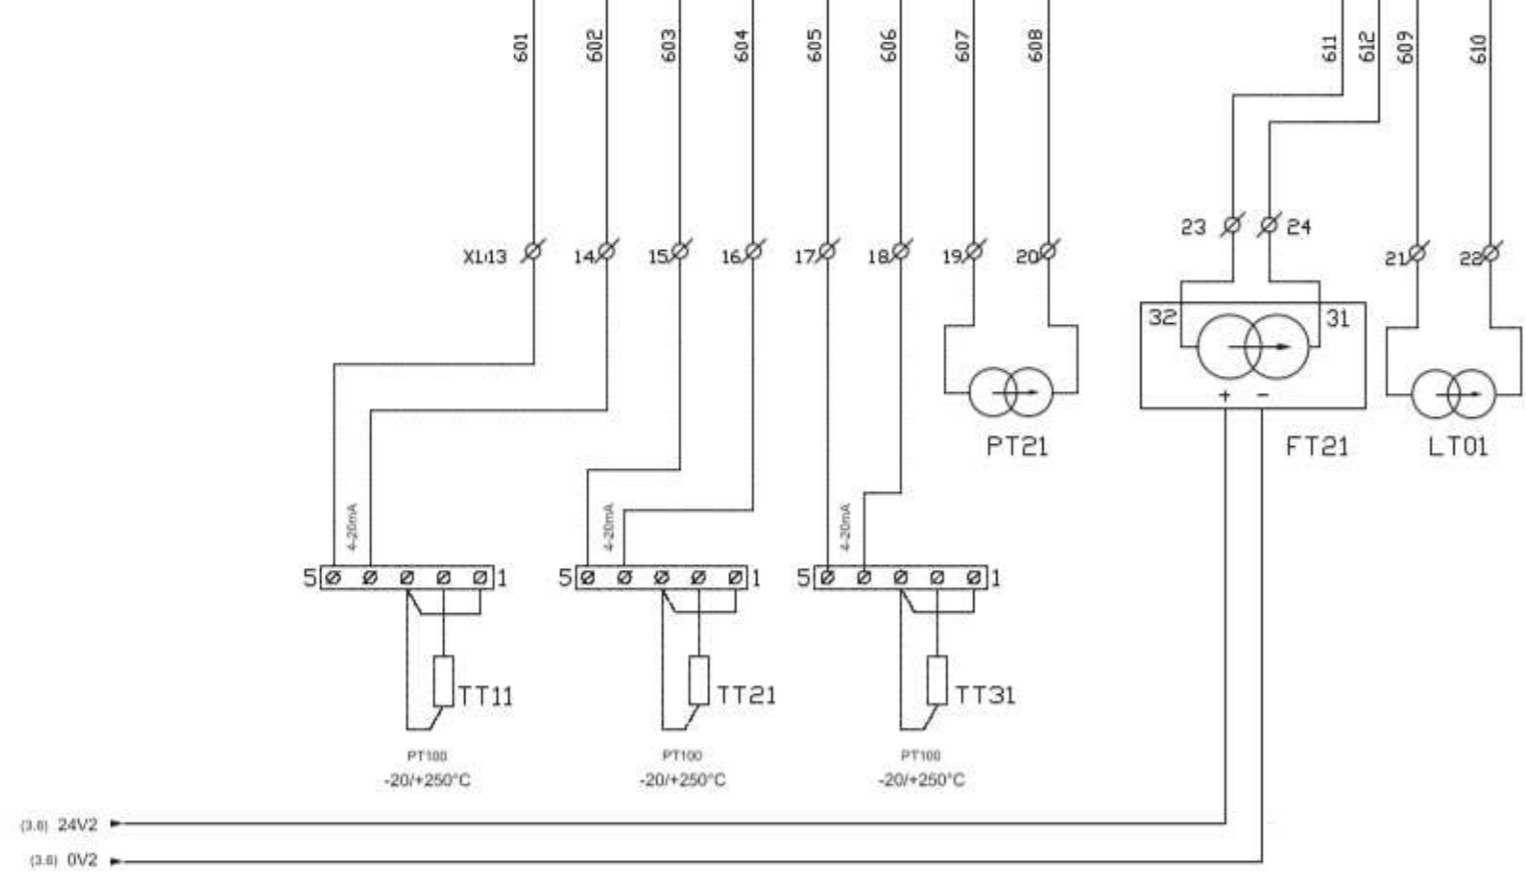 601 602 603 604 605 606 607 608 611 612 609 610
23 24
X1:13 14 15 16 17 18 19 20 21 22
32 31
+ −
PT21 FT21 LT01
4-20mA 4-20mA 4-20mA
5 1 5 1 5 1
TT11 TT21 TT31
PT100 PT100 PT100
-20/+250°C -20/+250°C -20/+250°C
(3.8) 24V2
(3.8) 0V2